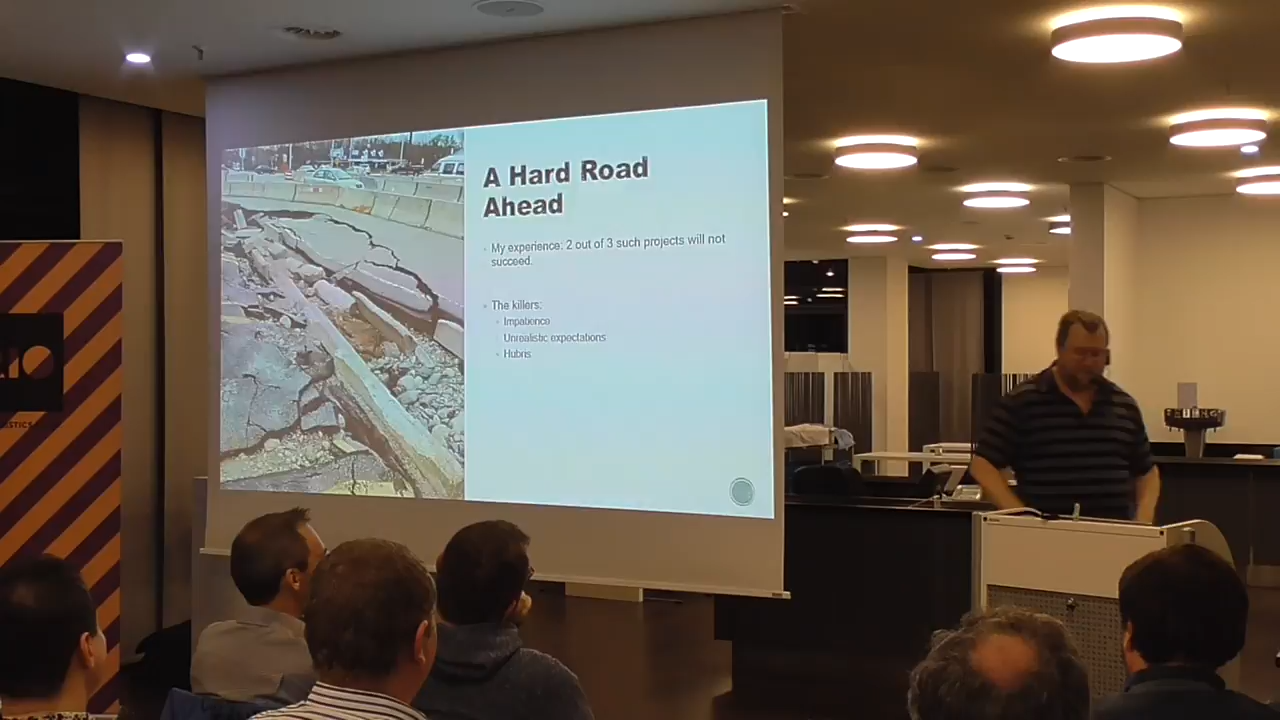 A Hard Road
Ahead
My experience: 2 out of 3 such projects will not
succeed.
The killers:
Impatience
Unrealistic expectations
Hubris